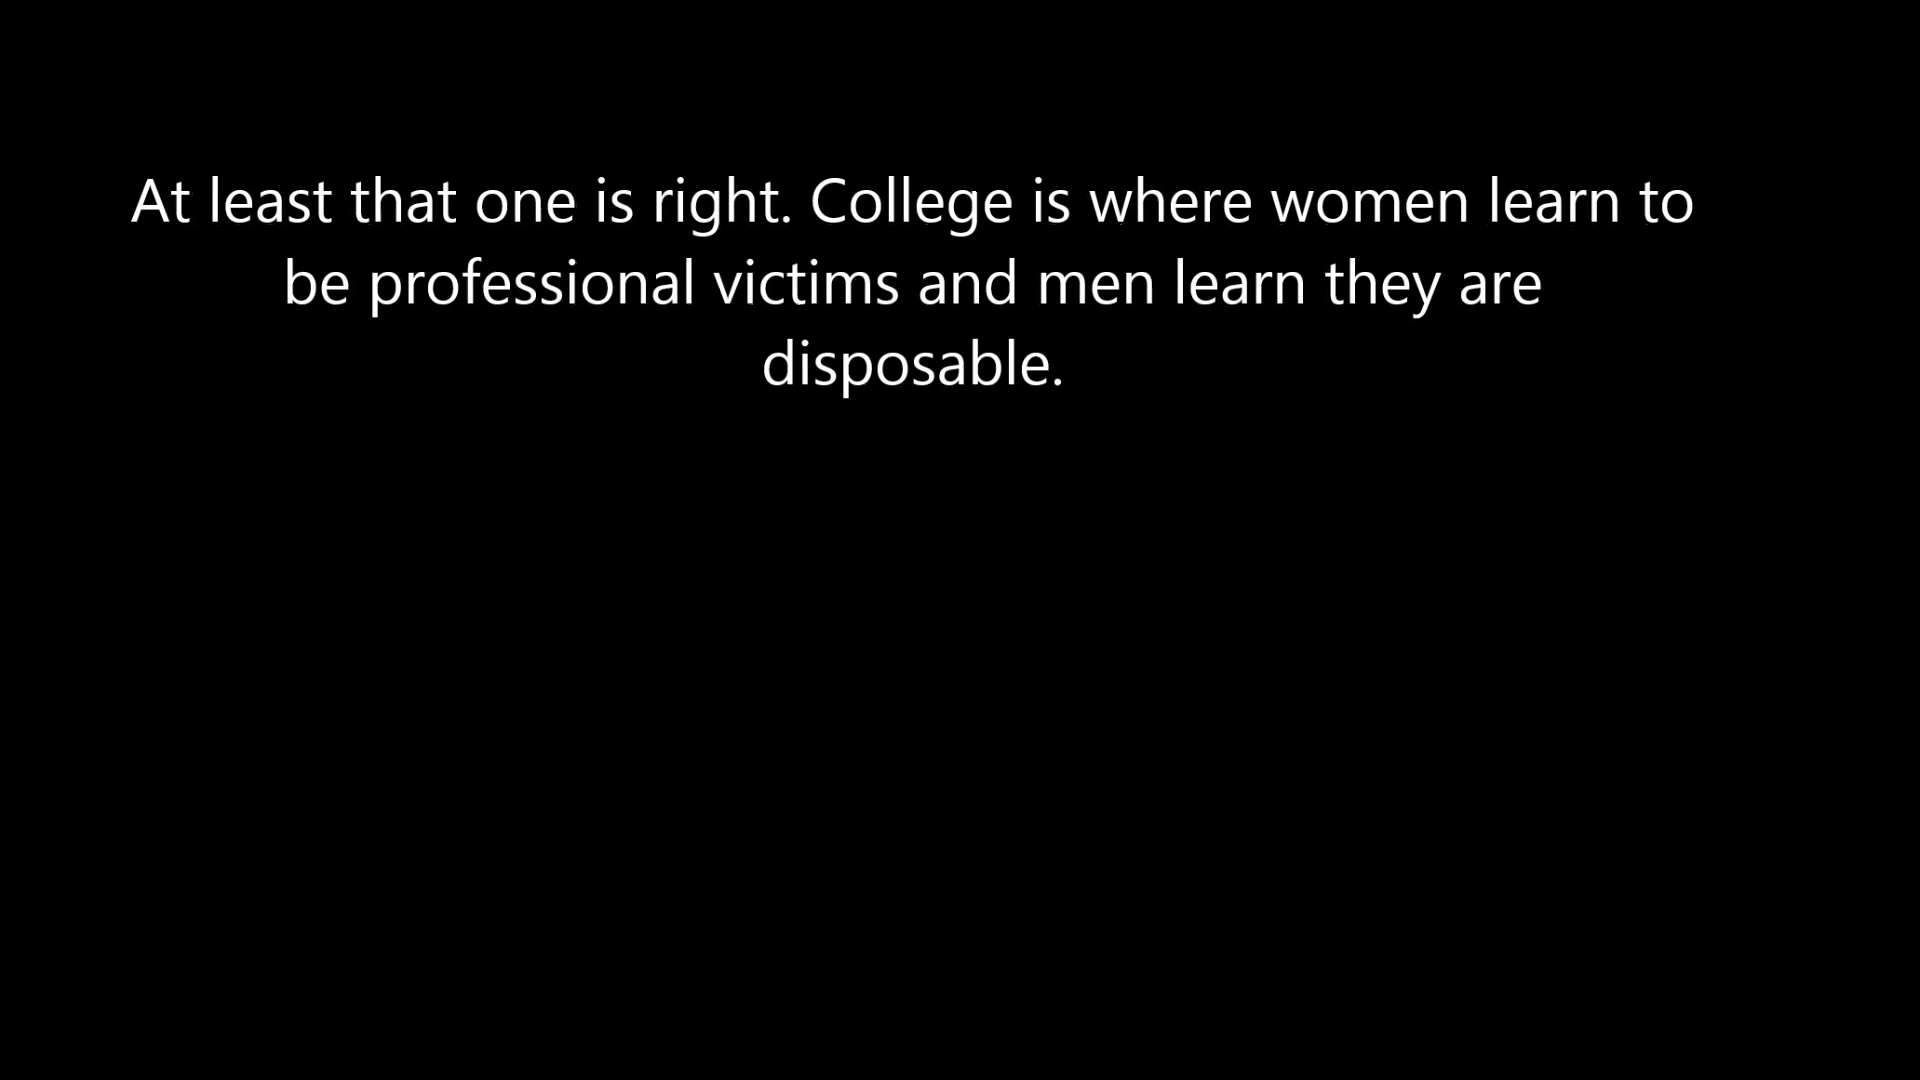 At least that one is right. College is where women learn to
be professional victims and men learn they are
disposable.